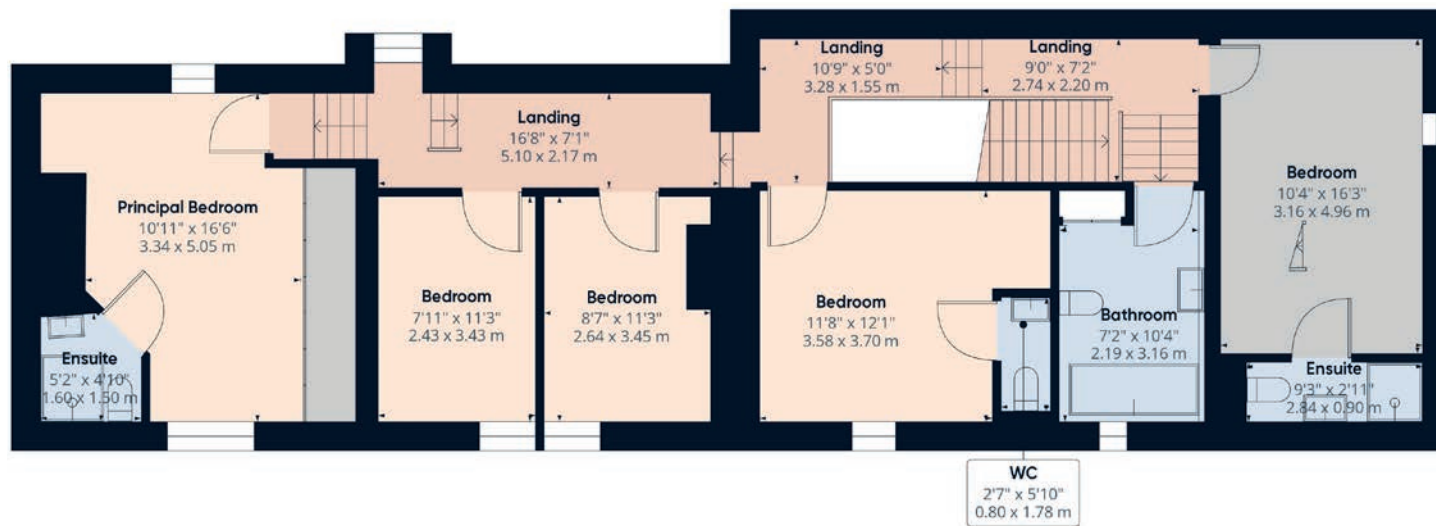 Landing
10'9" x 5'0"
3.28 x 1.55 m
Landing
9'0" x 7'2"
2.74 x 2.20 m
Landing
16'8" x 7'1"
5.10 x 2.17 m
Principal Bedroom
10'11" x 16'6"
3.34 x 5.05 m
Bedroom
10'4" x 16'3"
3.16 x 4.96 m
Bedroom
7'11" x 11'3"
2.43 x 3.43 m
Bedroom
8'7" x 11'3"
2.64 x 3.45 m
Bedroom
11'8" x 12'1"
3.58 x 3.70 m
Bathroom
7'2" x 10'4"
2.19 x 3.16 m
Ensuite
5'2" x 4'10"
1.60 x 1.50 m
Ensuite
9'3" x 2'11"
2.84 x 0.90 m
WC
2'7" x 5'10"
0.80 x 1.78 m